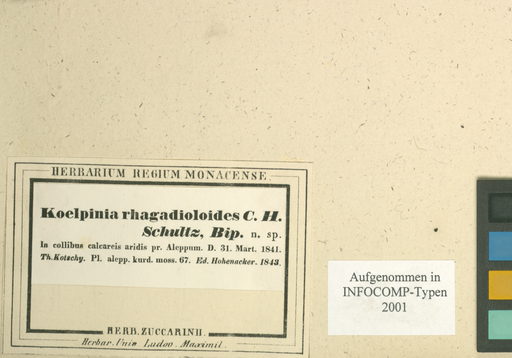 HERBARIUM REGIUM MONACENSE.
Koelpinia rhagadioloides C. H.
Schultz, Bip. n. sp.
In collibus calcareis aridis pr. Aleppum. D. 31. Mart. 1841.
Th. Kotschy. Pl. alepp. kurd. moss. 67. Ed. Hohenacker. 1843.
HERB. ZUCCARINII.
Herbar. Univ. Ludov. Maximil.
Aufgenommen in
INFOCOMP-Typen
2001